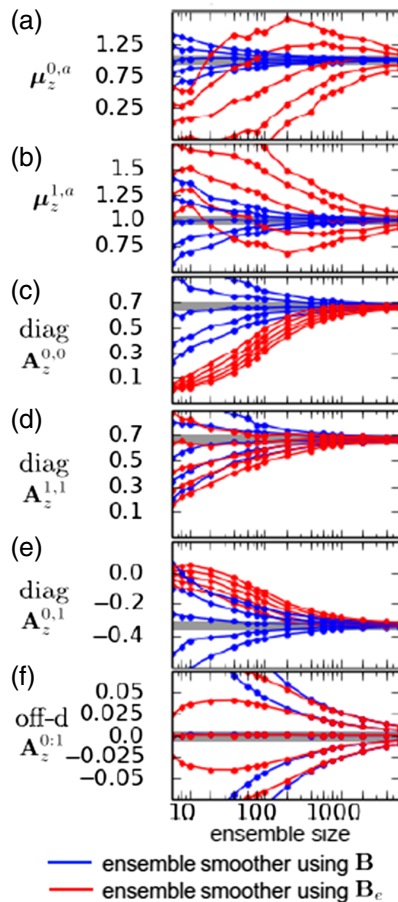 (a)
μ_z^{0,a}
1.25
0.75
0.25
(b)
μ_z^{1,a}
1.5
1.25
1.0
0.75
(c)
diag
A_z^{0,0}
0.7
0.5
0.3
0.1
(d)
diag
A_z^{1,1}
0.7
0.5
0.3
0.1
(e)
diag
A_z^{0,1}
0.0
−0.2
−0.4
(f)
off-d
A_z^{0:1}
0.05
0.025
0.0
−0.025
−0.05
10 100 1000
ensemble size
ensemble smoother using B
ensemble smoother using B_e